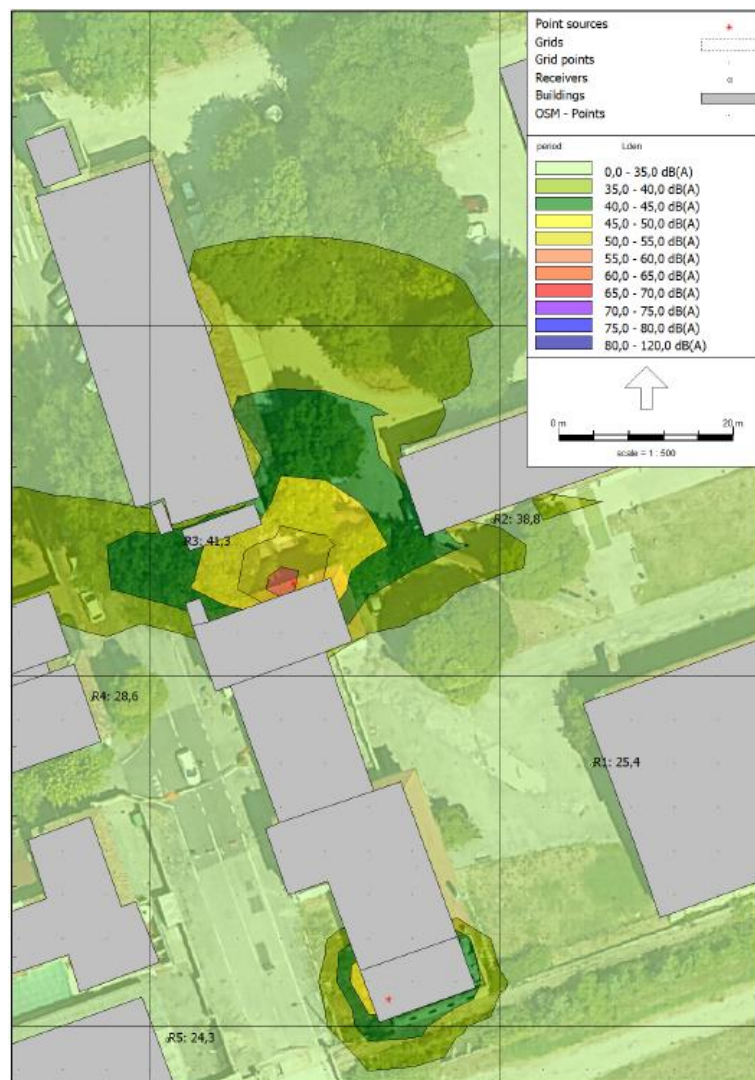 Point sources
Grids
Grid points
Receivers
Buildings
OSM - Points
period Lden
0,0 - 35,0 dB(A)
35,0 - 40,0 dB(A)
40,0 - 45,0 dB(A)
45,0 - 50,0 dB(A)
50,0 - 55,0 dB(A)
55,0 - 60,0 dB(A)
60,0 - 65,0 dB(A)
65,0 - 70,0 dB(A)
70,0 - 75,0 dB(A)
75,0 - 80,0 dB(A)
80,0 - 120,0 dB(A)
0 m 20 m
scale = 1 : 500
R2: 38,8
R3: 41,3
R4: 28,6
R1: 25,4
R5: 24,3